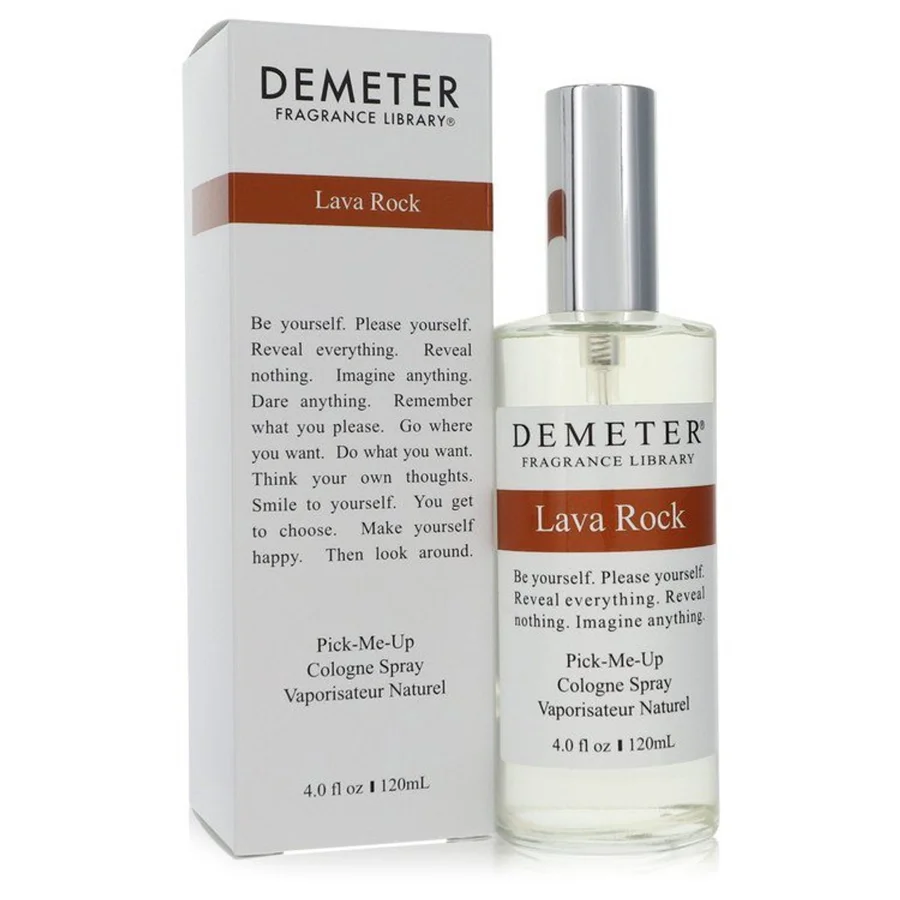 DEMETER
FRAGRANCE LIBRARY®
Lava Rock
Be yourself. Please yourself.
Reveal everything. Reveal
nothing. Imagine anything.
Dare anything. Remember
what you please. Go where
you want. Do what you want.
Think your own thoughts.
Smile to yourself. You get
to choose. Make yourself
happy. Then look around.
Pick-Me-Up
Cologne Spray
Vaporisateur Naturel
4.0 fl oz ❙ 120mL
DEMETER®
FRAGRANCE LIBRARY
Lava Rock
Be yourself. Please yourself.
Reveal everything. Reveal
nothing. Imagine anything.
Pick-Me-Up
Cologne Spray
Vaporisateur Naturel
4.0 fl oz ❙ 120mL